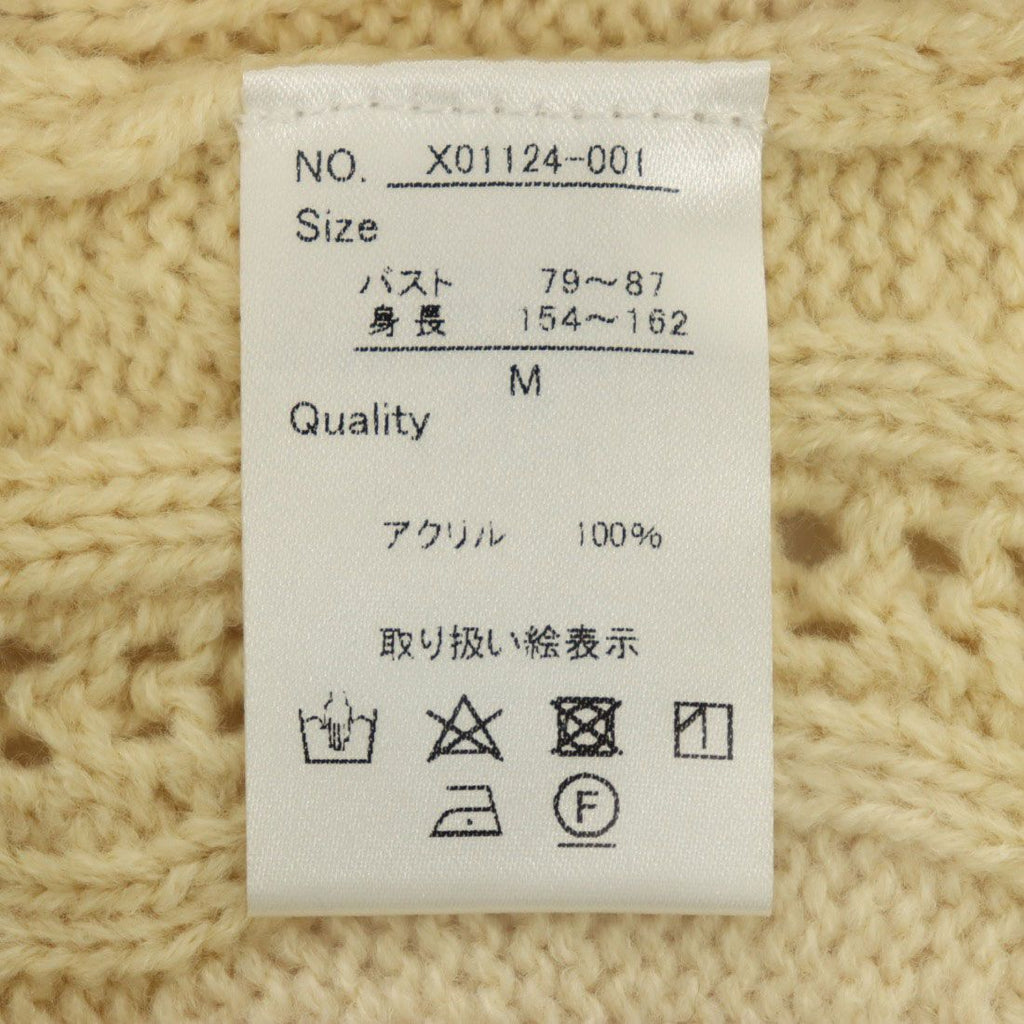 NO. X01124-001
Size
バスト 79～87
身長 154～162
M
Quality
アクリル 100%
取り扱い絵表示
F